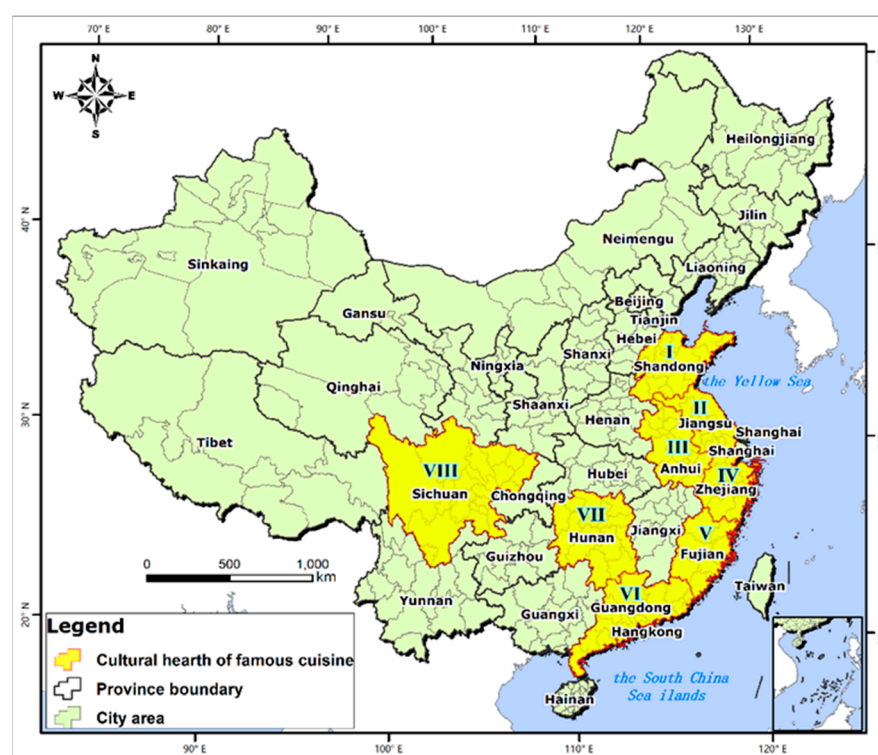 70° E
80° E
90° E
100° E
110° E
120° E
130° E
N
W
E
S
Heilongjiang
Jilin
40° N
Neimengu
Liaoning
Sinkaing
Beijing
Gansu
Tianjin
Hebei
I
Shanxi
Shandong
Ningxia
the Yellow Sea
Qinghai
Shaanxi
II
30° N
Henan
Jiangsu
Shanghai
Tibet
III
Shanghai
VIII
Anhui
IV
Hubei
Sichuan
Chongqing
Zhejiang
VII
Jiangxi
V
Hunan
Fujian
Guizhou
0
500
1,000
km
Taiwan
VI
Yunnan
Guangdong
Guangxi
20° N
Hangkong
Legend
Cultural hearth of famous cuisine
the South China
Province boundary
Sea ilands
Hainan
City area
90° E
100° E
110° E
120° E